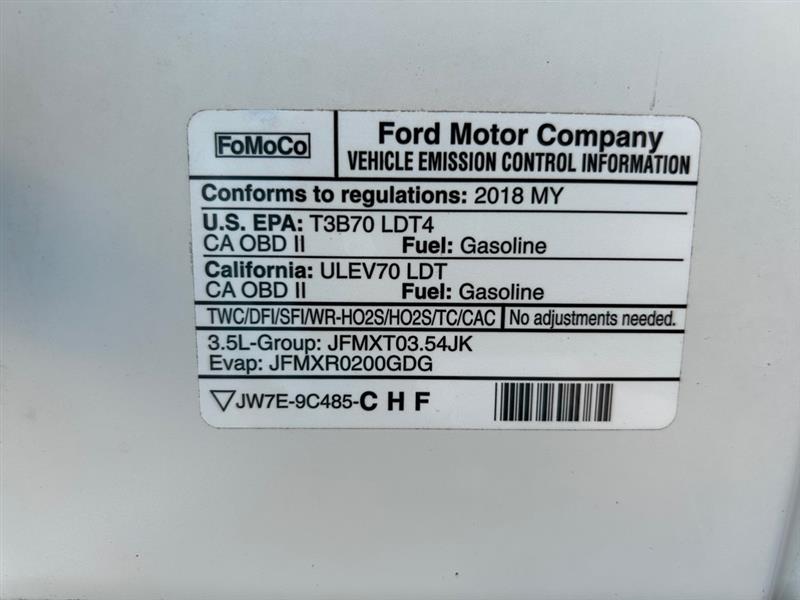 FoMoCo
Ford Motor Company
VEHICLE EMISSION CONTROL INFORMATION
Conforms to regulations: 2018 MY
U.S. EPA: T3B70 LDT4
CA OBD II Fuel: Gasoline
California: ULEV70 LDT
CA OBD II Fuel: Gasoline
TWC/DFI/SFI/WR-HO2S/HO2S/TC/CAC No adjustments needed.
3.5L-Group: JFMXT03.54JK
Evap: JFMXR0200GDG
▽JW7E-9C485-C H F